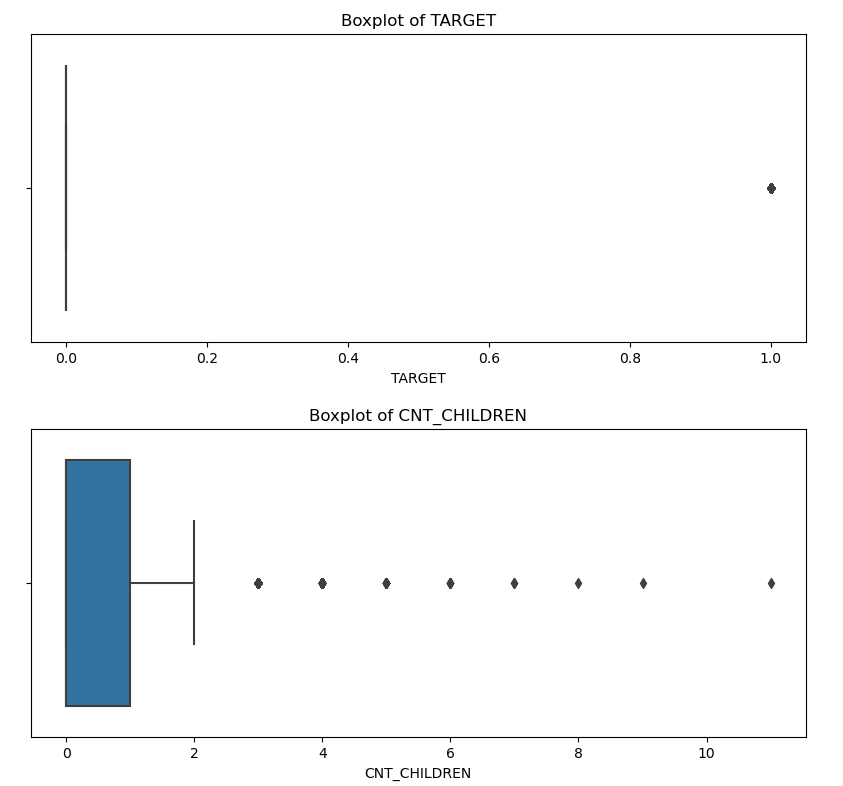 Boxplot of TARGET
0.0 0.2 0.4 0.6 0.8 1.0
TARGET
Boxplot of CNT_CHILDREN
0 2 4 6 8 10
CNT_CHILDREN